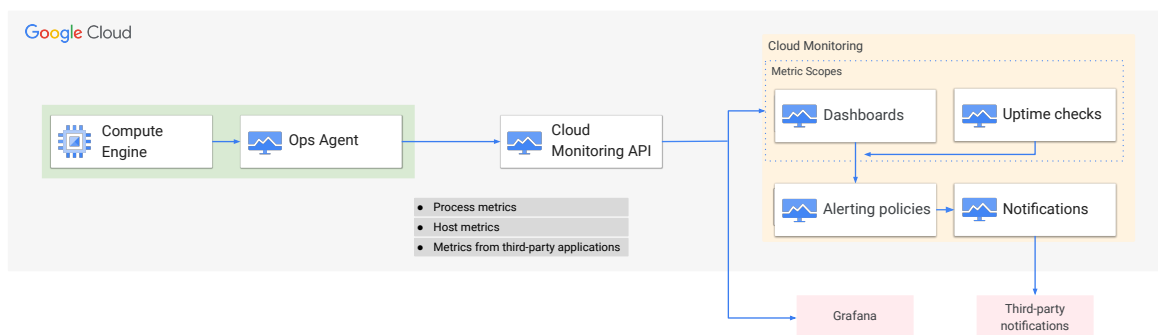 Google Cloud
Cloud Monitoring
Metric Scopes
Compute
Engine
Ops Agent
Cloud
Monitoring API
Dashboards
Uptime checks
Alerting policies
Notifications
● Process metrics
● Host metrics
● Metrics from third-party applications
Grafana
Third-party
notifications